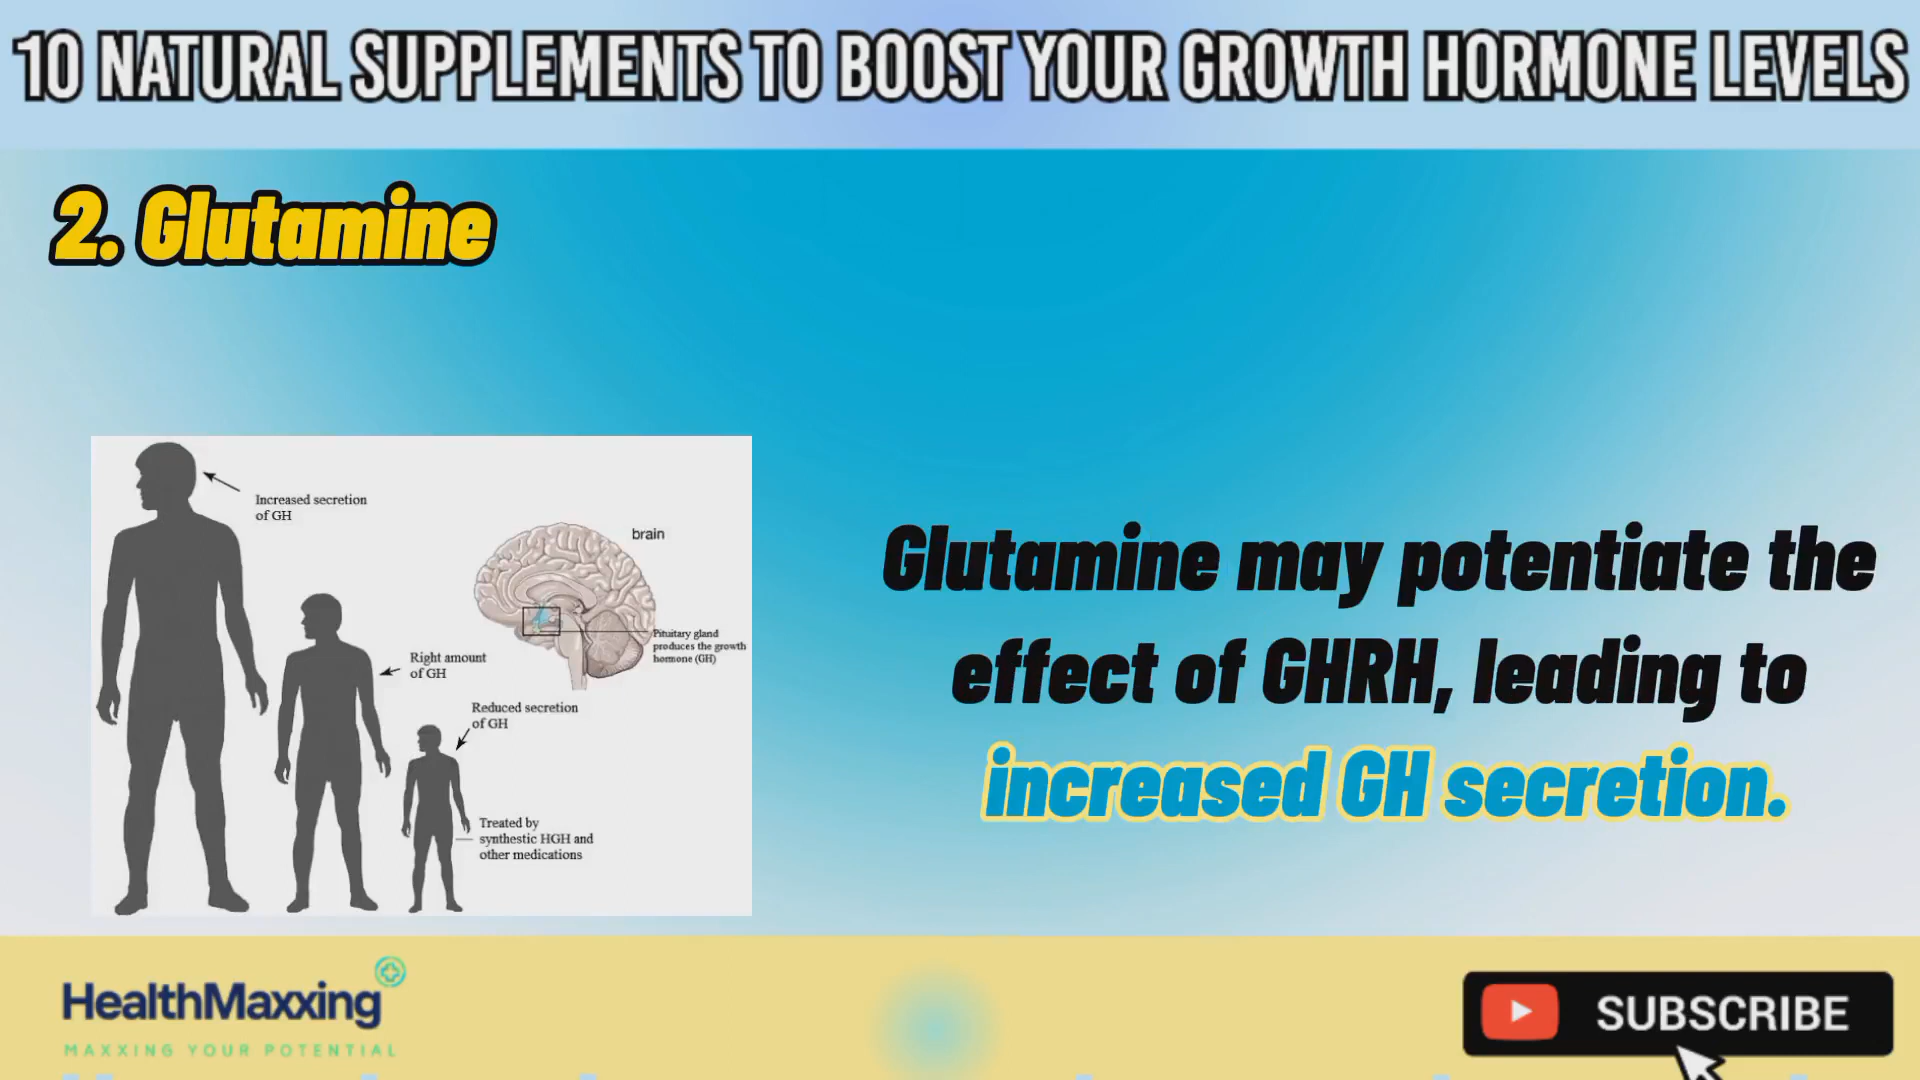 10 NATURAL SUPPLEMENTS TO BOOST YOUR GROWTH HORMONE LEVELS
2. Glutamine
Increased secretion
of GH
brain
Pituitary gland
produces the growth
hormone (GH)
Right amount
of GH
Reduced secretion
of GH
Treated by
synthestic HGH and
other medications
Glutamine may potentiate the
effect of GHRH, leading to
increased GH secretion.
HealthMaxxing
MAXXING YOUR POTENTIAL
SUBSCRIBE